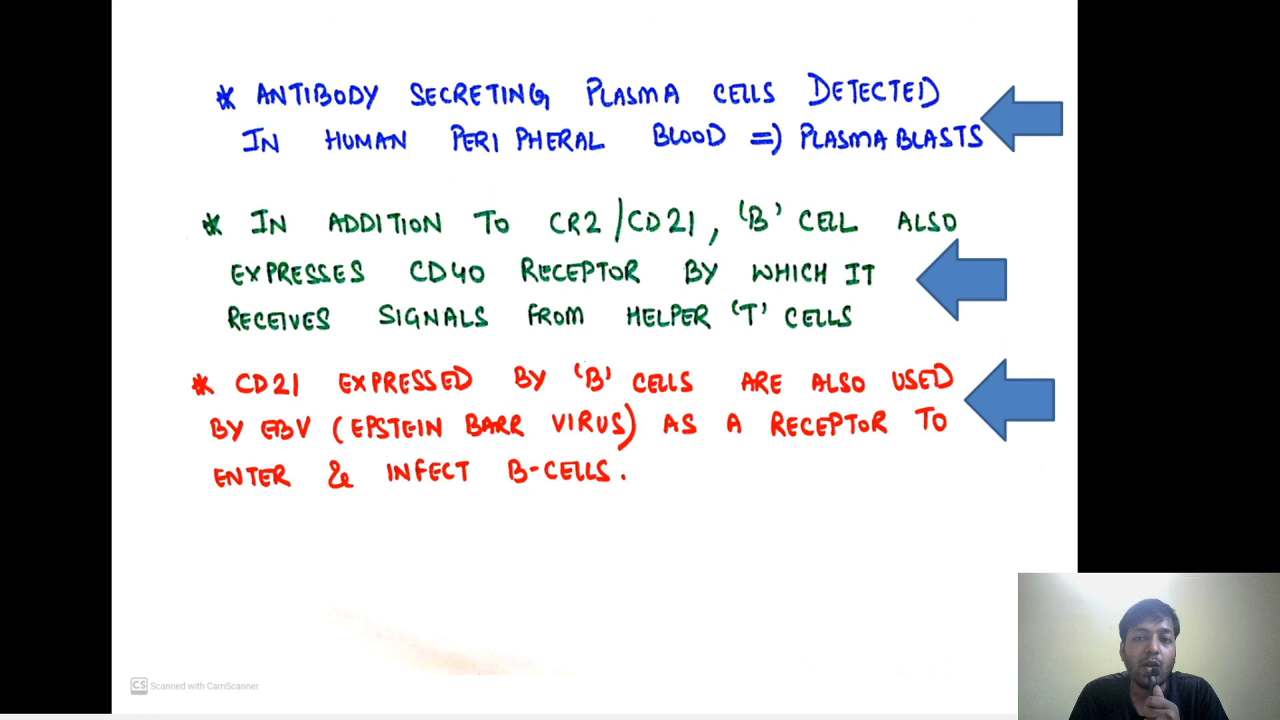 * ANTIBODY SECRETING PLASMA CELLS DETECTED
IN HUMAN PERIPHERAL BLOOD => PLASMABLASTS
* IN ADDITION TO CR2/CD21, 'B' CELL ALSO
EXPRESSES CD40 RECEPTOR BY WHICH IT
RECEIVES SIGNALS FROM HELPER 'T' CELLS
* CD21 EXPRESSED BY 'B' CELLS ARE ALSO USED
BY EBV (EPSTEIN BARR VIRUS) AS A RECEPTOR TO
ENTER & INFECT B-CELLS.
CS Scanned with CamScanner